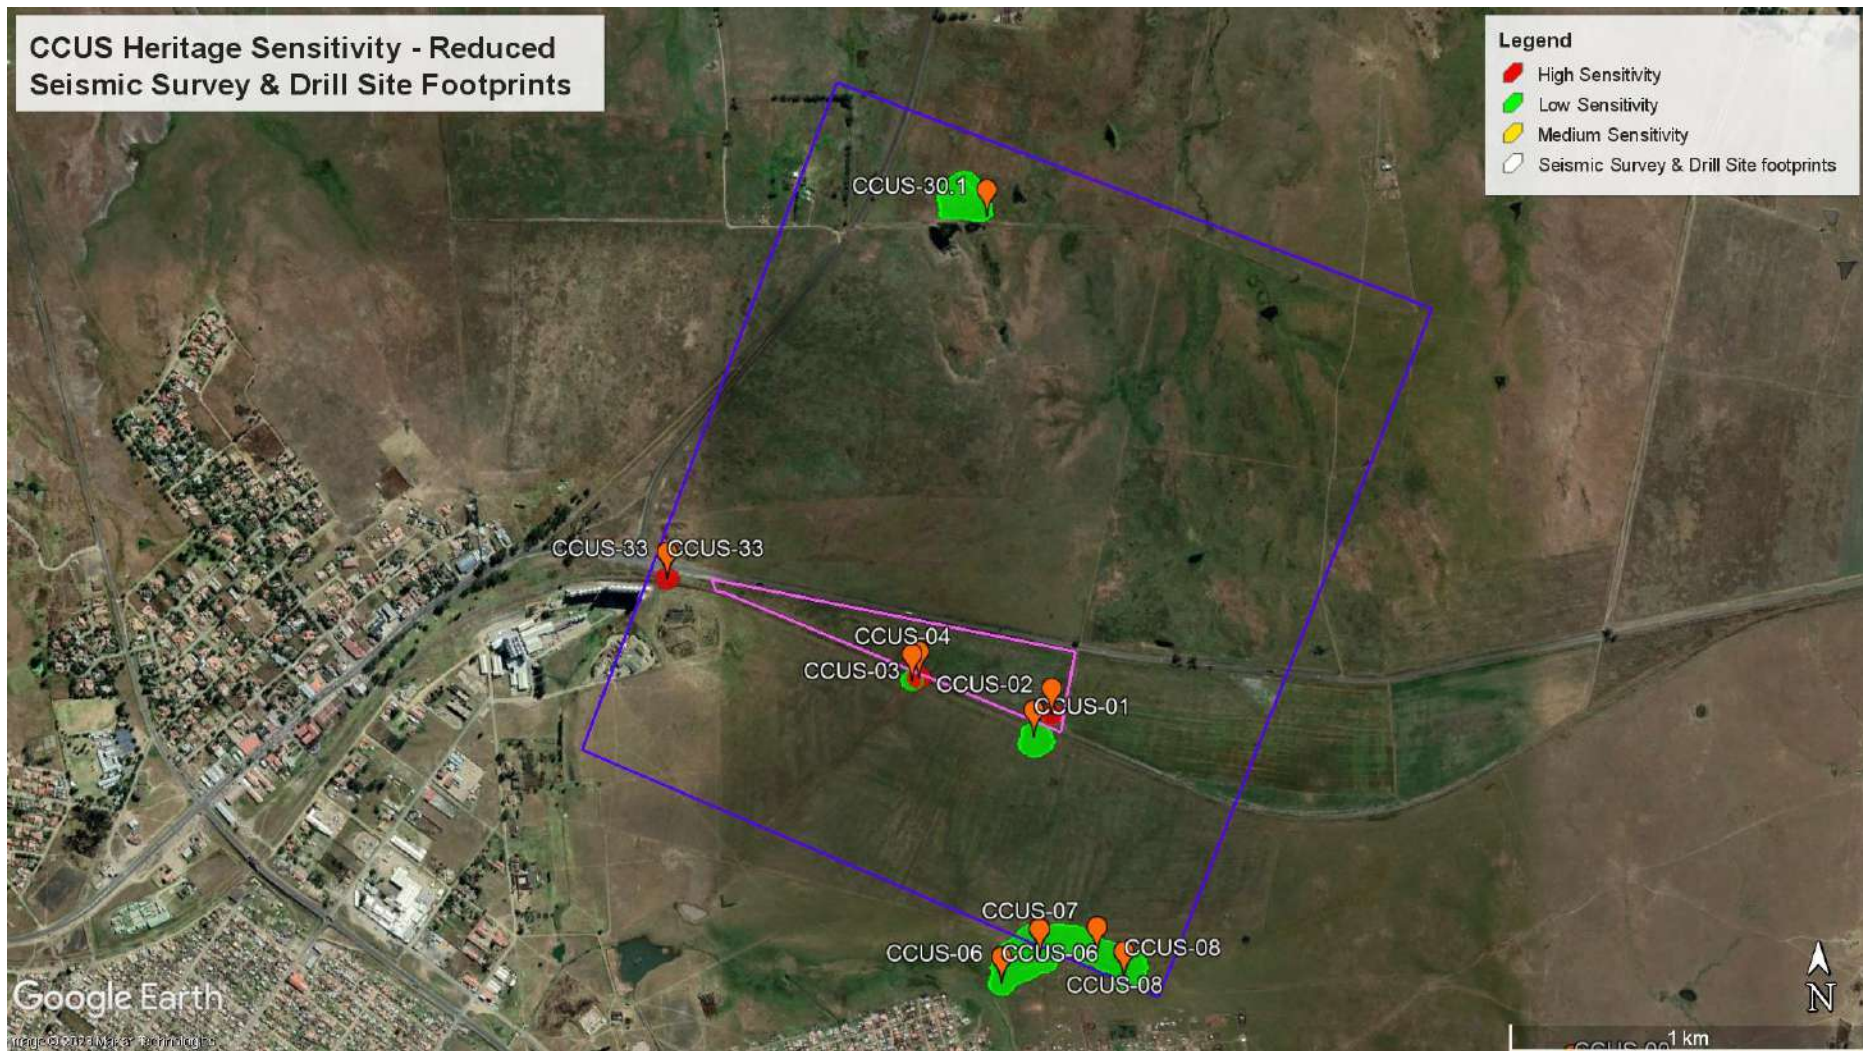 CCUS Heritage Sensitivity - Reduced
Seismic Survey & Drill Site Footprints
Legend
High Sensitivity
Low Sensitivity
Medium Sensitivity
Seismic Survey & Drill Site footprints
CCUS-30.1
CCUS-33
CCUS-33
CCUS-04
CCUS-03
CCUS-02
CCUS-01
CCUS-07
CCUS-06
CCUS-06
CCUS-08
CCUS-08
Google Earth
N
1 km